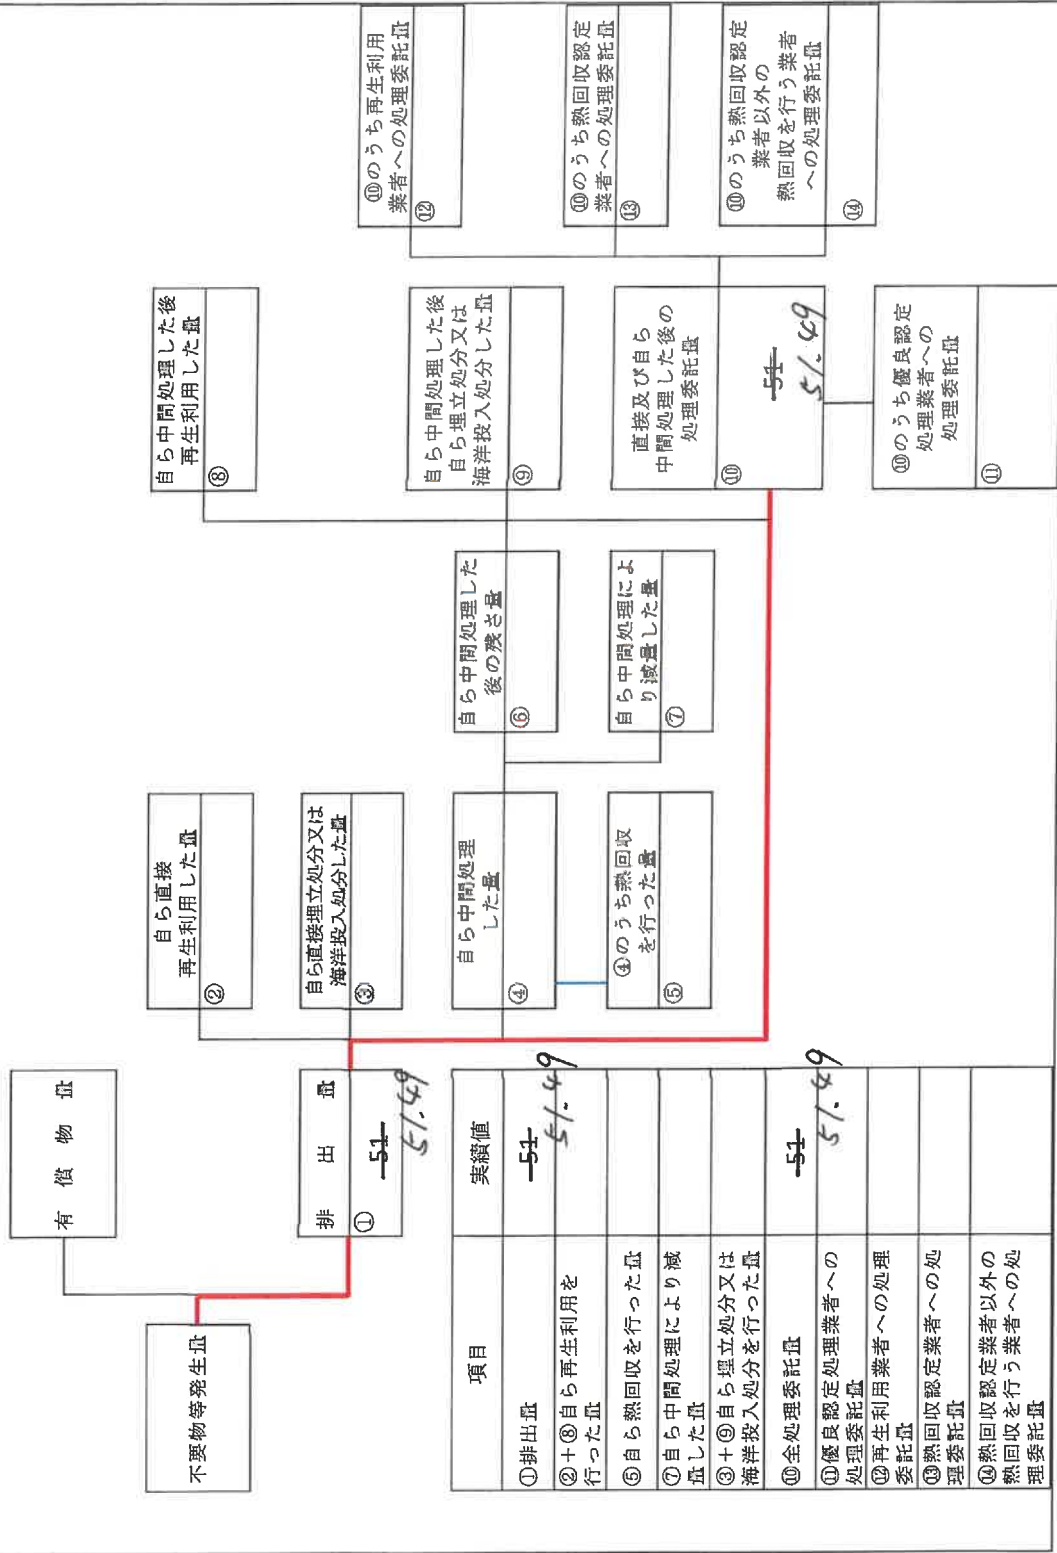 不要物等発生量
有償物量
排出量
①
51
51.49
自ら直接
再生利用した量
②
自ら直接埋立処分又は
海洋投入処分した量
③
自ら中間処理
した量
④
④のうち熱回収
を行った量
⑤
自ら中間処理した
後の残さ量
⑥
自ら中間処理によ
り減量した量
⑦
自ら中間処理した後
再生利用した量
⑧
自ら中間処理した後
自ら埋立処分又は
海洋投入処分した量
⑨
直接及び自ら
中間処理した後の
処理委託量
⑩
51
51.49
⑩のうち優良認定
処理業者への
処理委託量
⑪
⑩のうち再生利用
業者への処理委託量
⑫
⑩のうち熱回収認定
業者への処理委託量
⑬
⑩のうち熱回収認定
業者以外の
熱回収を行う業者
への処理委託量
⑭
項目 実績値
①排出量 51
51.49
②+⑧自ら再生利用を
行った量
⑤自ら熱回収を行った量
⑦自ら中間処理により減
量した量
③+⑨自ら埋立処分又は
海洋投入処分を行った量
⑩全処理委託量 51
51.49
⑪優良認定処理業者への
処理委託量
⑫再生利用業者への処理
委託量
⑬熱回収認定業者への処
理委託量
⑭熱回収認定業者以外の
熱回収を行う業者への処
理委託量